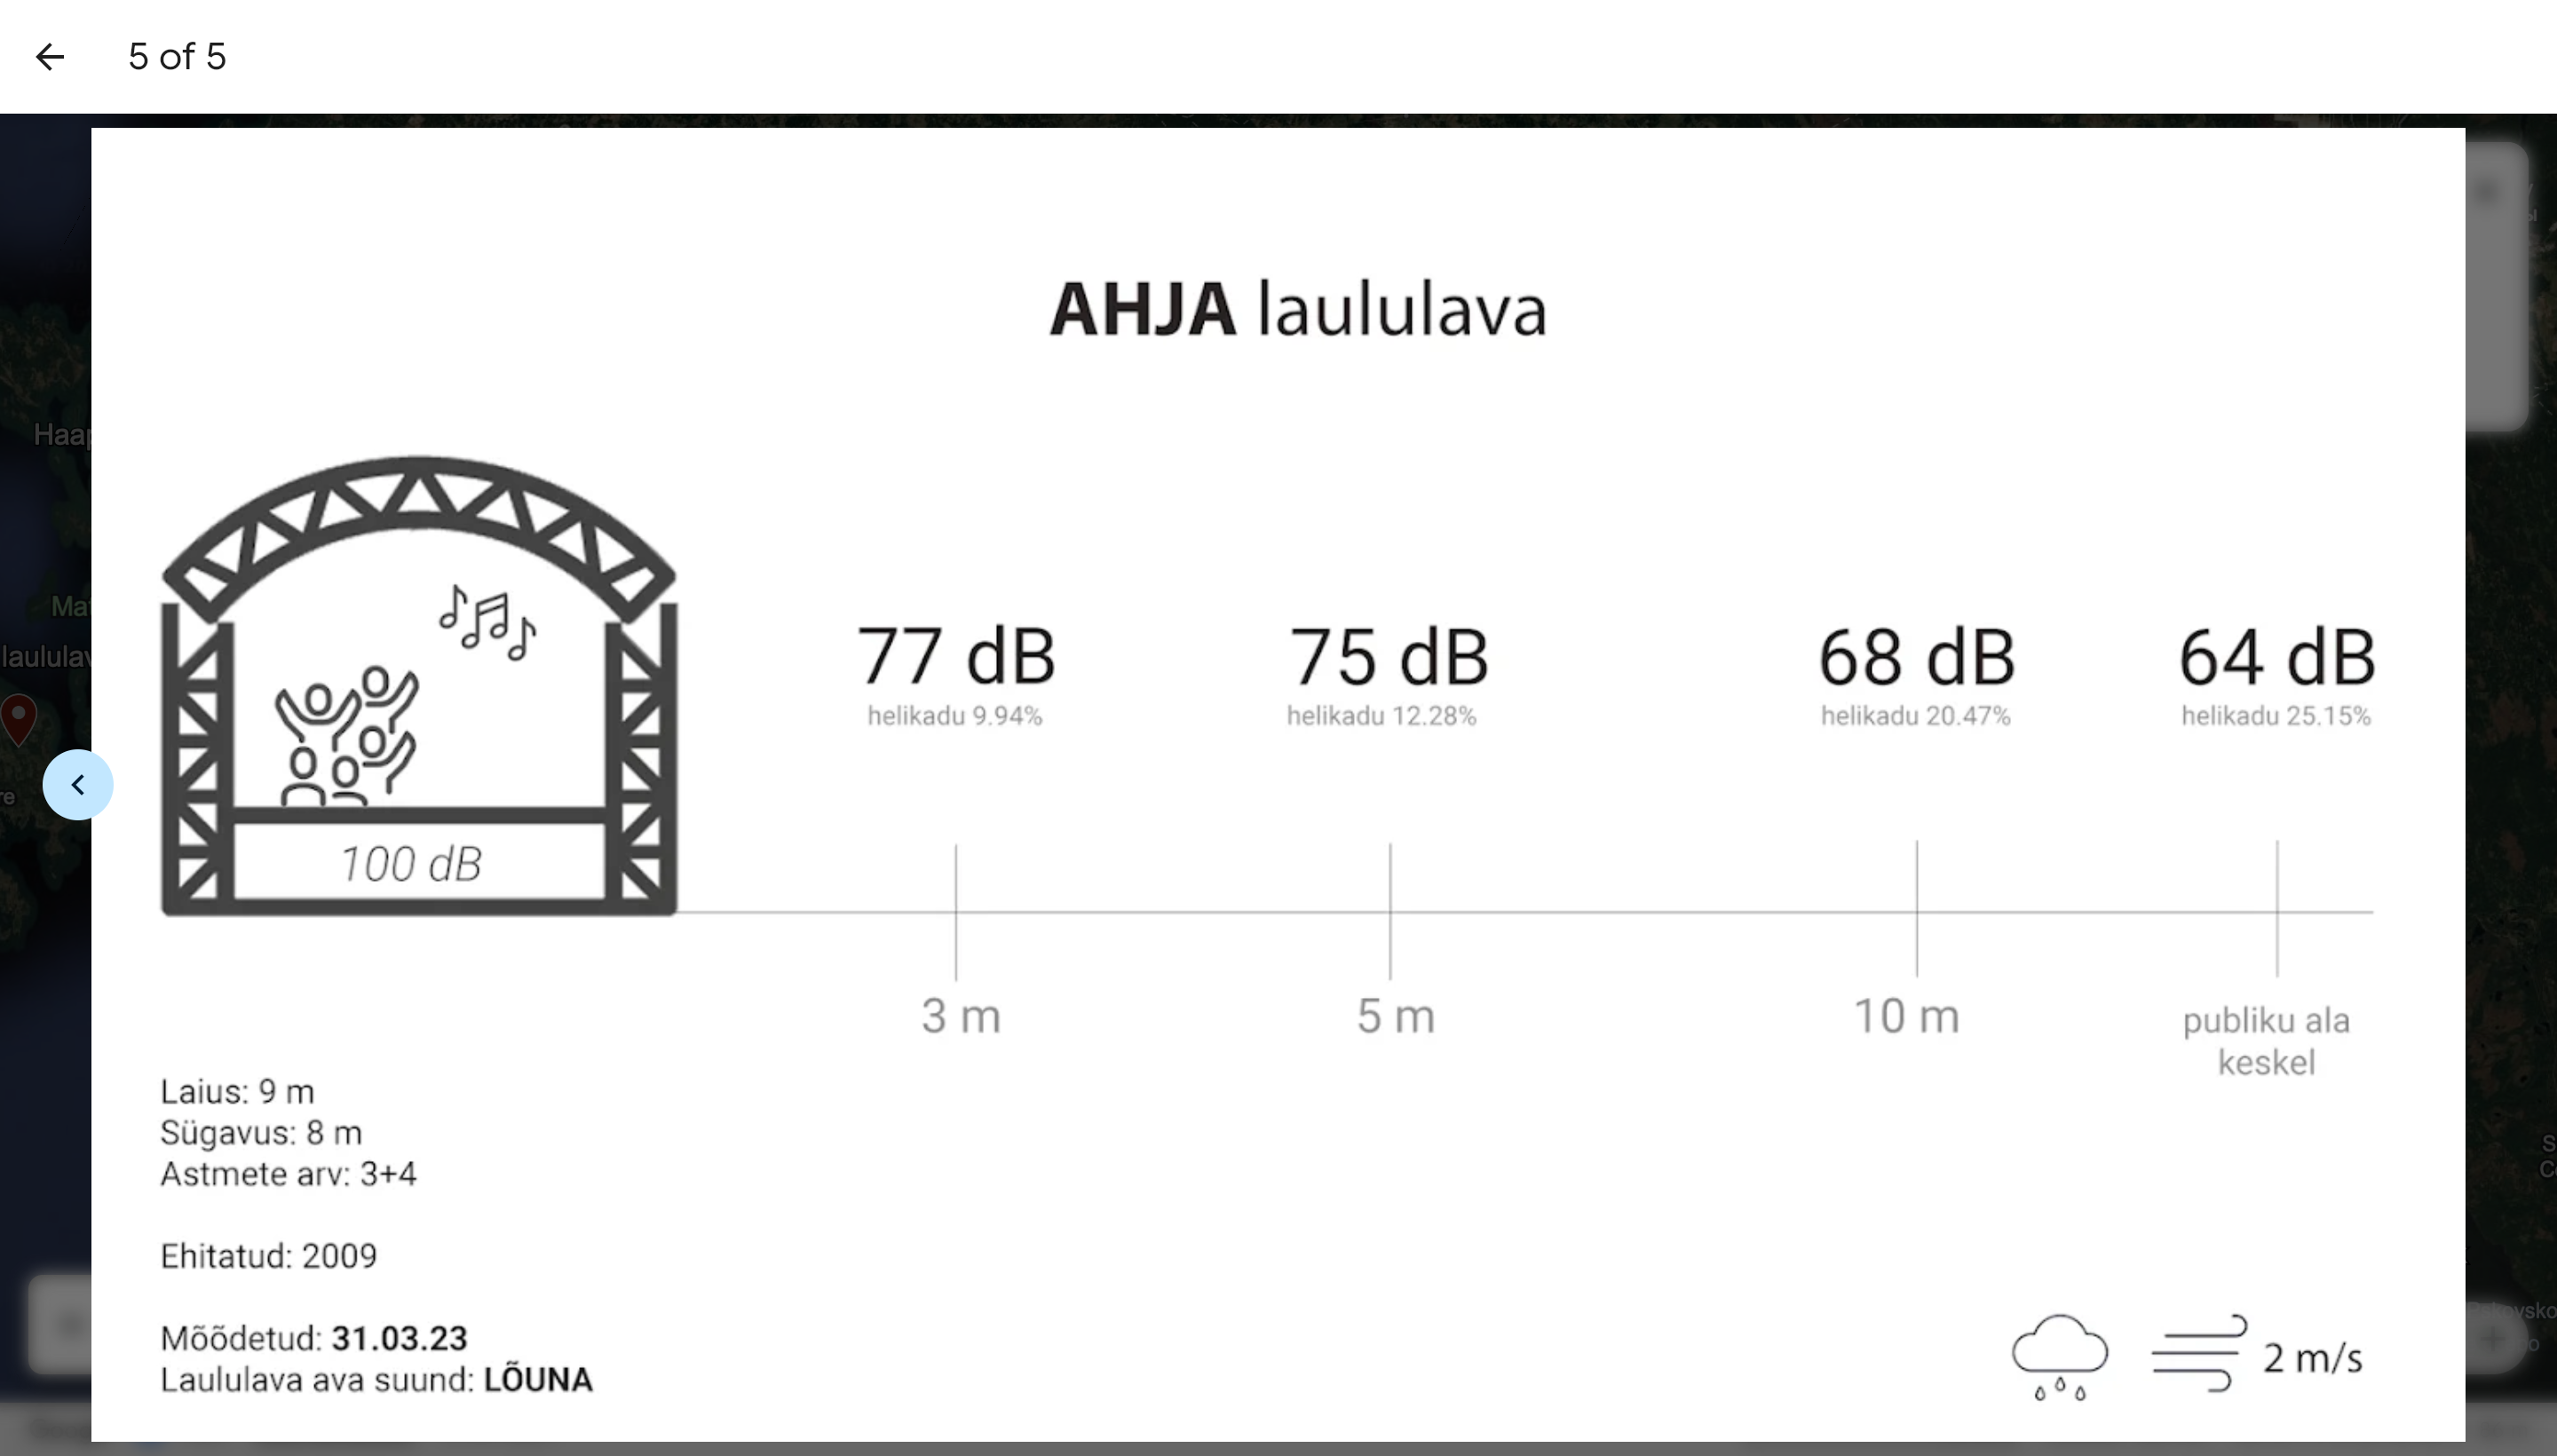 5 of 5
AHJA laululava
77 dB
helikadu 9.94%
75 dB
helikadu 12.28%
68 dB
helikadu 20.47%
64 dB
helikadu 25.15%
100 dB
3 m
5 m
10 m
publiku ala
keskel
Laius: 9 m
Sügavus: 8 m
Astmete arv: 3+4
Ehitatud: 2009
Mõõdetud: 31.03.23
Laululava ava suund: LÕUNA
2 m/s